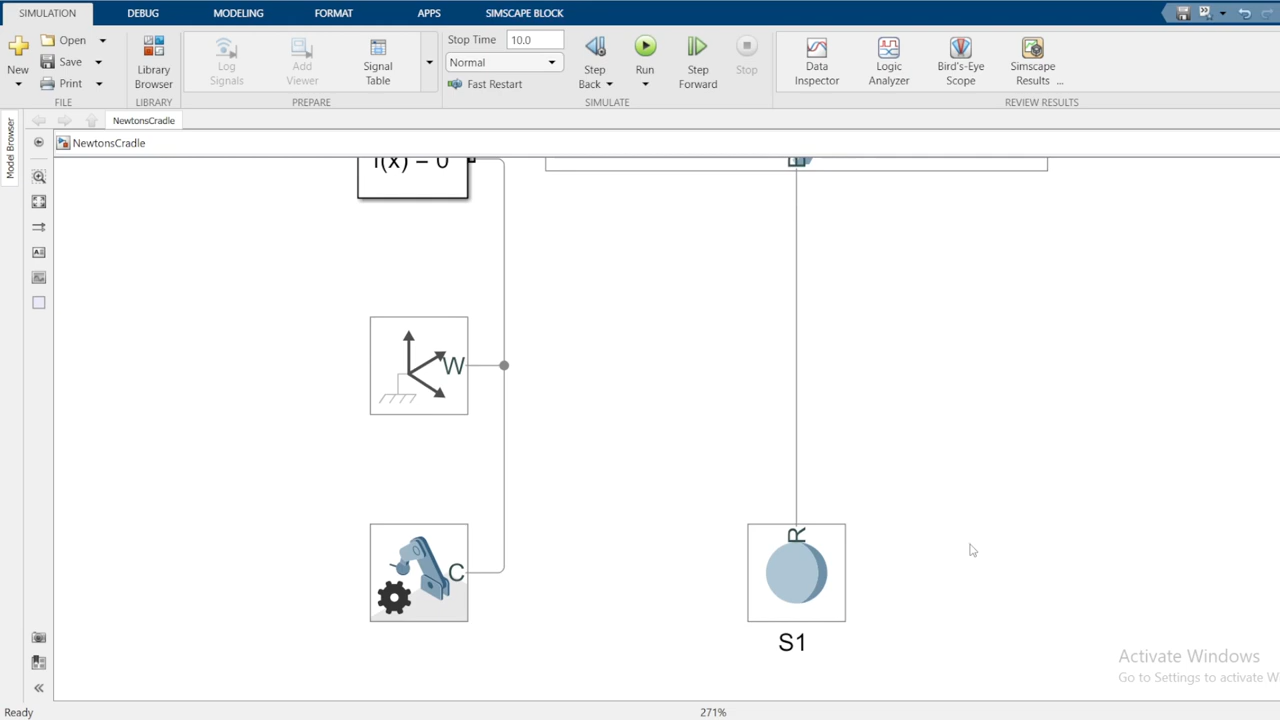 SIMULATION
DEBUG
MODELING
FORMAT
APPS
SIMSCAPE BLOCK
New
Open
Save
Print
FILE
Library
Browser
LIBRARY
Log
Signals
Add
Viewer
Signal
Table
PREPARE
Stop Time 10.0
Normal
Fast Restart
Step
Back
Run
Step
Forward
Stop
SIMULATE
Data
Inspector
Logic
Analyzer
Bird's-Eye
Scope
Simscape
Results ...
REVIEW RESULTS
Model Browser
NewtonsCradle
NewtonsCradle
f(x) = 0
W
C
R
S1
Activate Windows
Go to Settings to activate W
Ready
271%